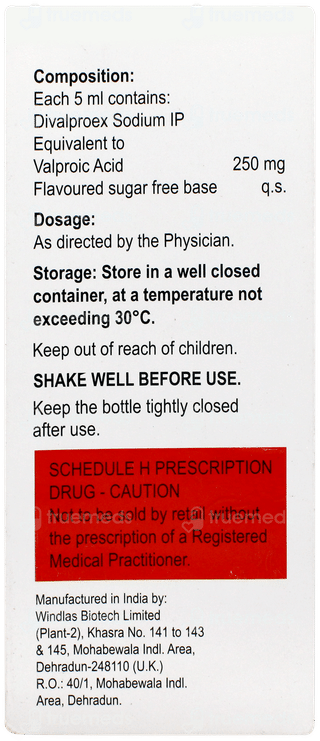 Composition:
Each 5 ml contains:
Divalproex Sodium IP
Equivalent to
Valproic Acid 250 mg
Flavoured sugar free base q.s.
Dosage:
As directed by the Physician.
Storage: Store in a well closed
container, at a temperature not
exceeding 30°C.
Keep out of reach of children.
SHAKE WELL BEFORE USE.
Keep the bottle tightly closed
after use.
SCHEDULE H PRESCRIPTION
DRUG - CAUTION
Not to be sold by retail without
the prescription of a Registered
Medical Practitioner.
truemeds
truemeds
Manufactured in India by:
Windlas Biotech Limited
(Plant-2), Khasra No. 141 to 143
& 145, Mohabewala Indl. Area,
Dehradun-248110 (U.K.)
R.O.: 40/1, Mohabewala Indl.
Area, Dehradun.